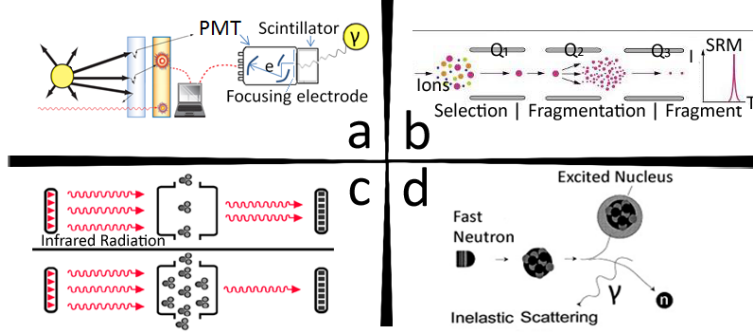 PMT
Scintillator
γ
e
Focusing electrode
a
Q1 Q2 Q3
I SRM
Ions
T
Selection | Fragmentation | Fragment
b
c
Infrared Radiation
d
Excited Nucleus
Fast
Neutron
γ
n
Inelastic Scattering